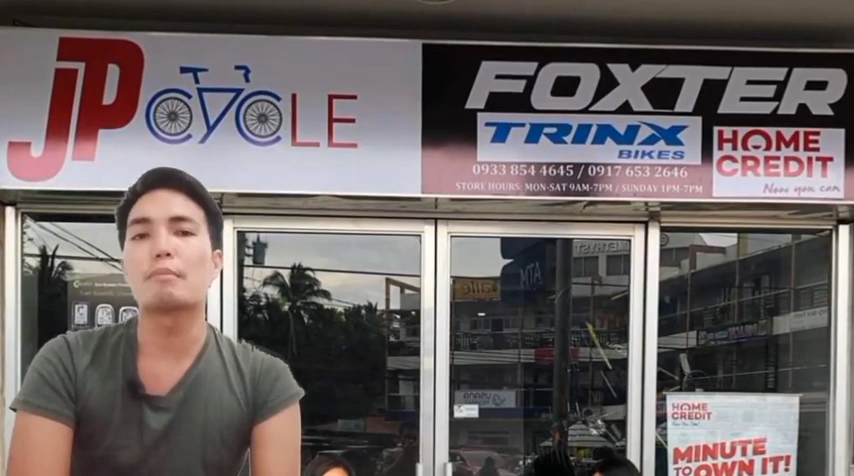 JP CYCLE
FOXTER
TRINX
BIKES
HOME
CREDIT
Now you can
0933 854 4645 / 0917 653 2646
STORE HOURS: MON-SAT 9AM-7PM / SUNDAY 1PM-7PM
HOME
CREDIT
MINUTE
TO OWN IT!